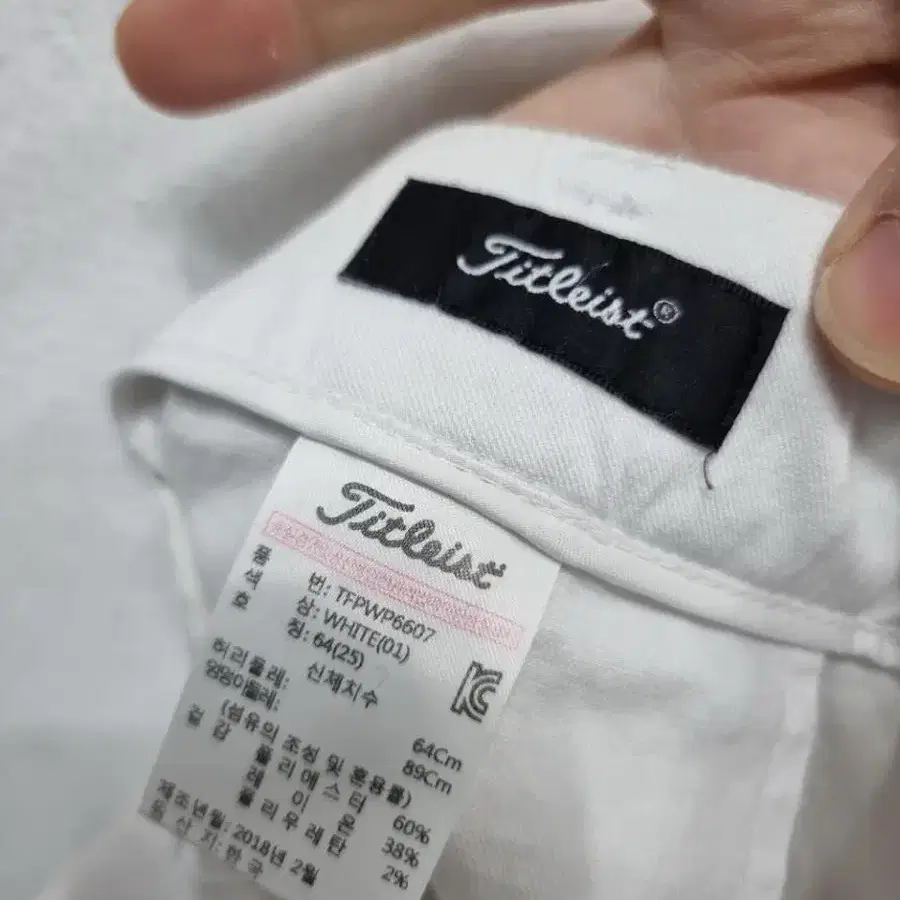 Titleist®
Titleist
품 번: TFPWP6607
색 상: WHITE(01)
호 칭: 64(25)
신체치수
허리둘레: 64Cm
엉덩이둘레: 89Cm
(섬유의 조성 및 혼용률)
겉 감 폴리에스터 60%
레 이 온 38%
폴리우레탄 2%
제조년월: 2018년 2월
원 산 지: 한 국